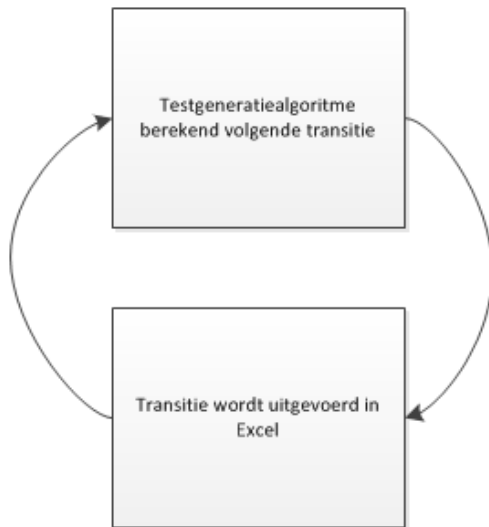 Testgeneratiealgoritme
berekend volgende transitie
Transitie wordt uitgevoerd in
Excel